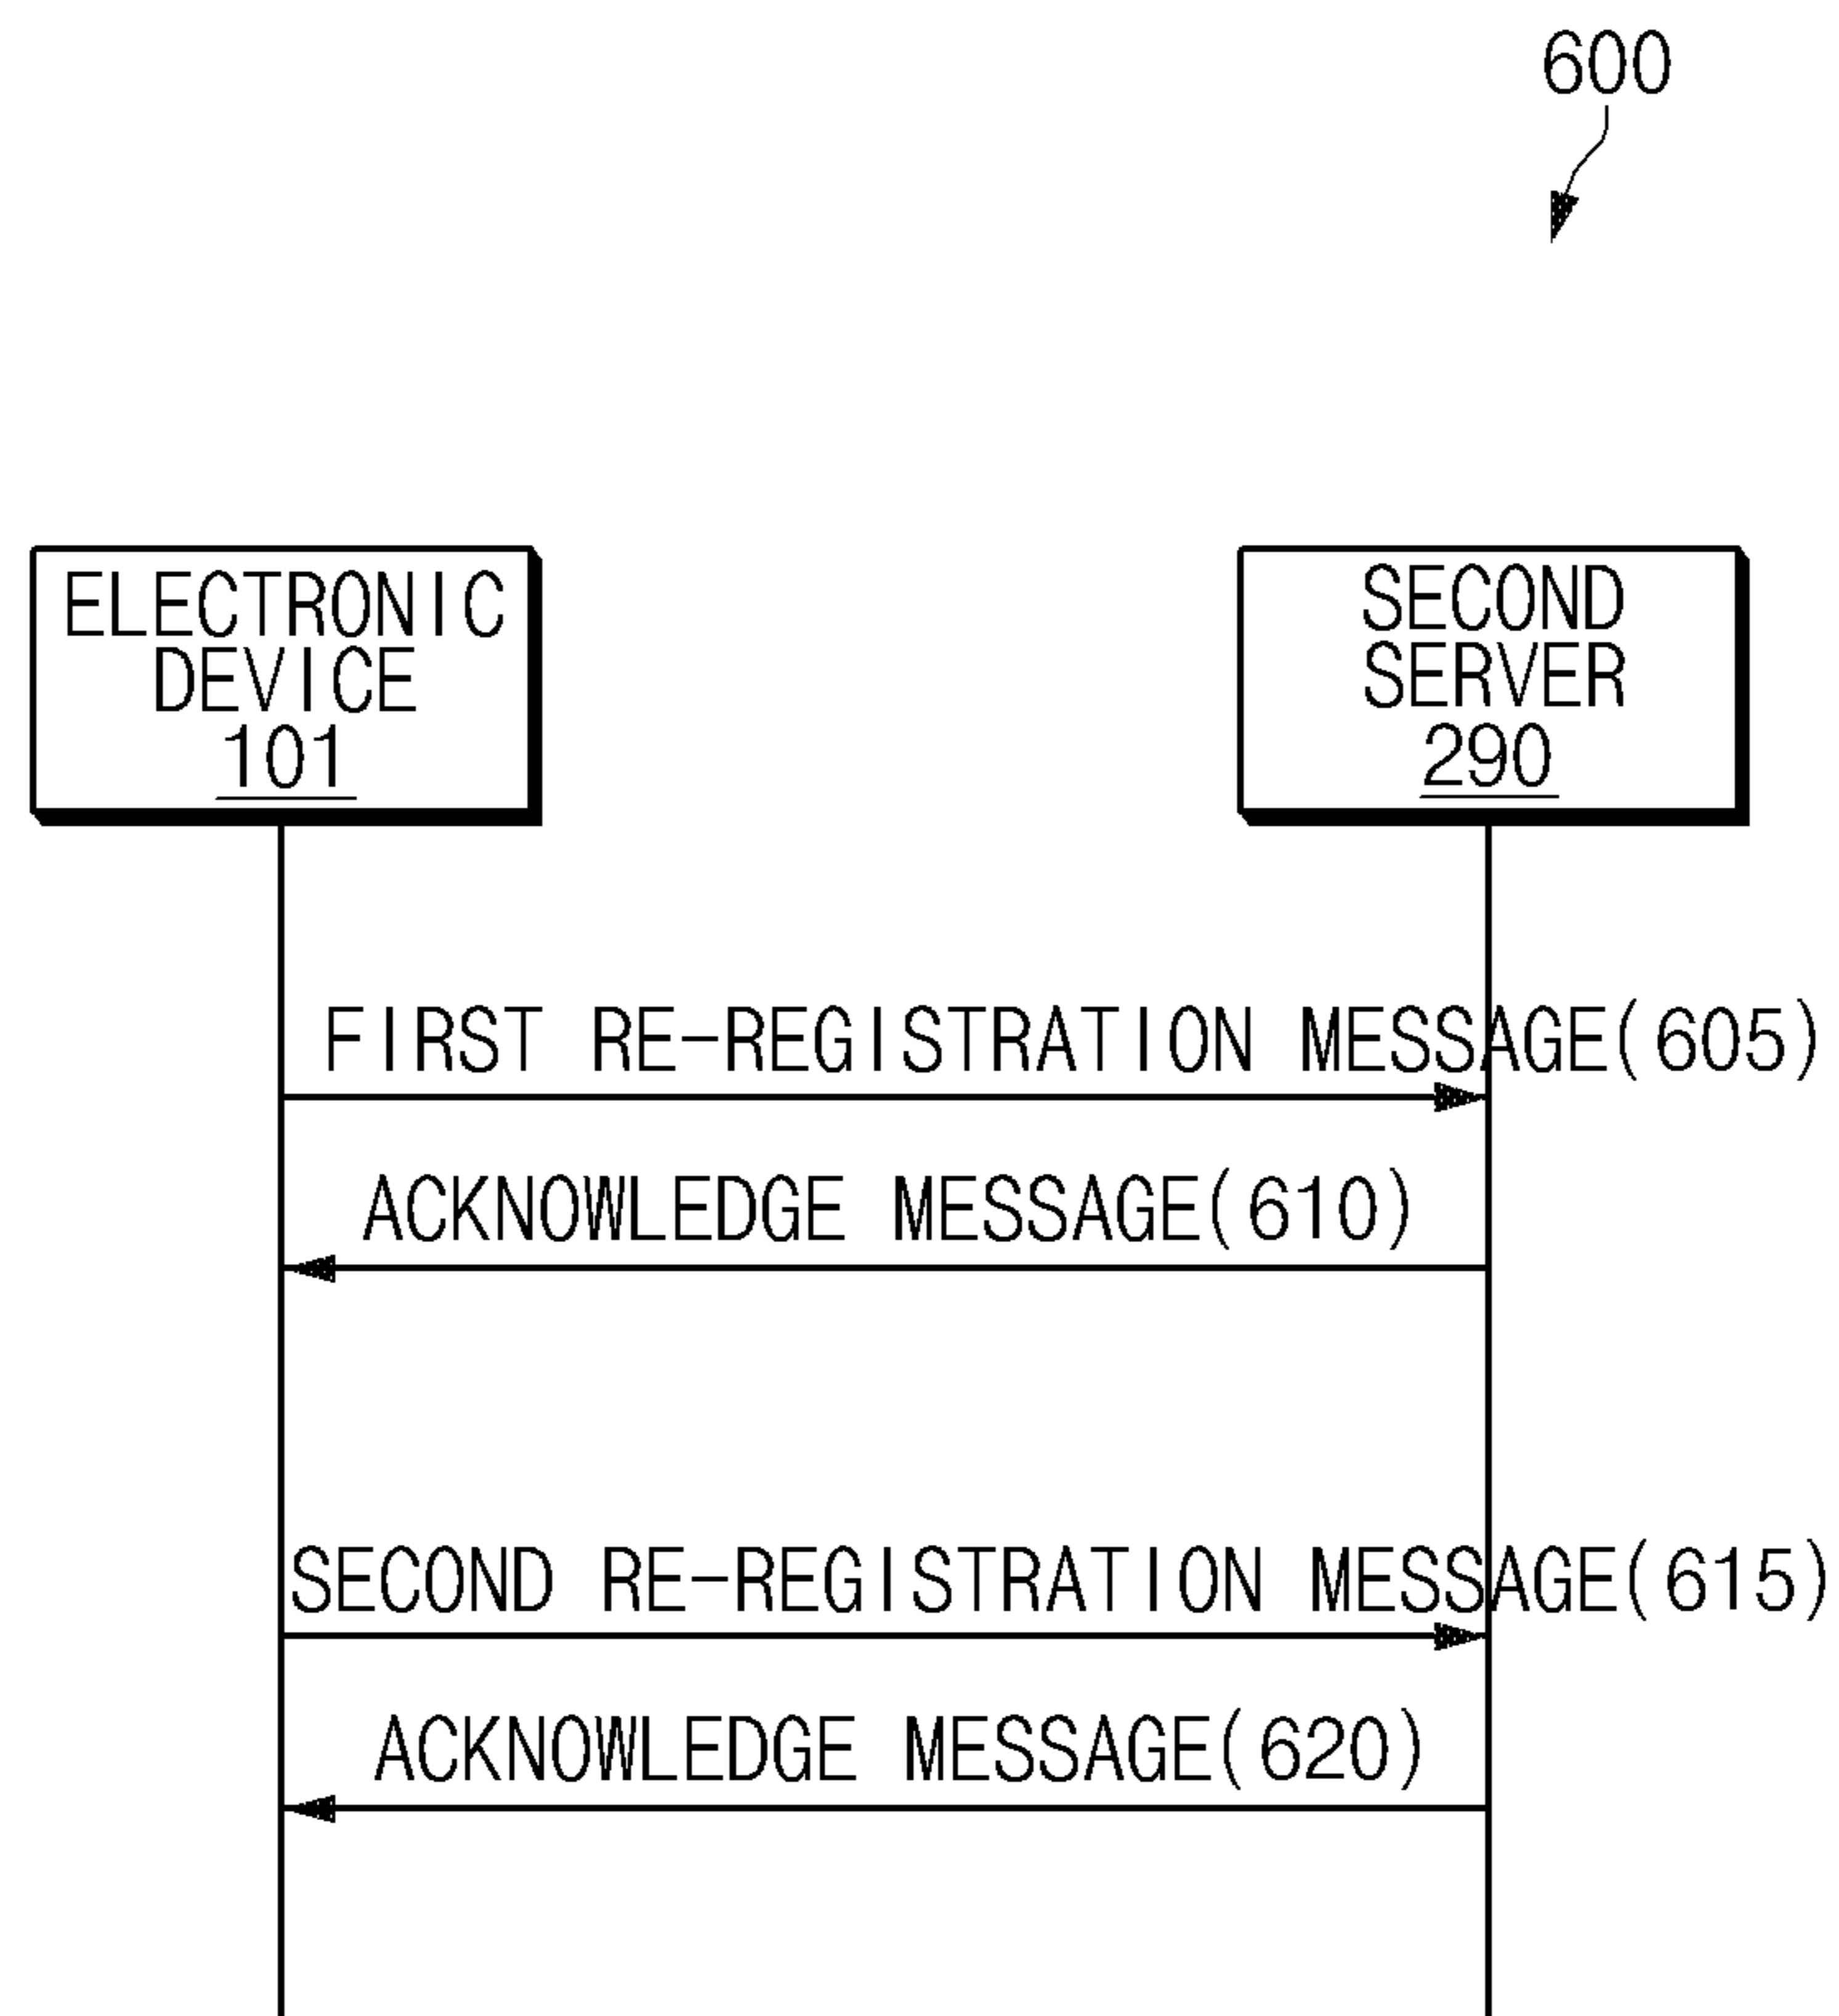 600
ELECTRONIC
DEVICE
101
SECOND
SERVER
290
FIRST RE-REGISTRATION MESSAGE(605)
ACKNOWLEDGE MESSAGE(610)
SECOND RE-REGISTRATION MESSAGE(615)
ACKNOWLEDGE MESSAGE(620)